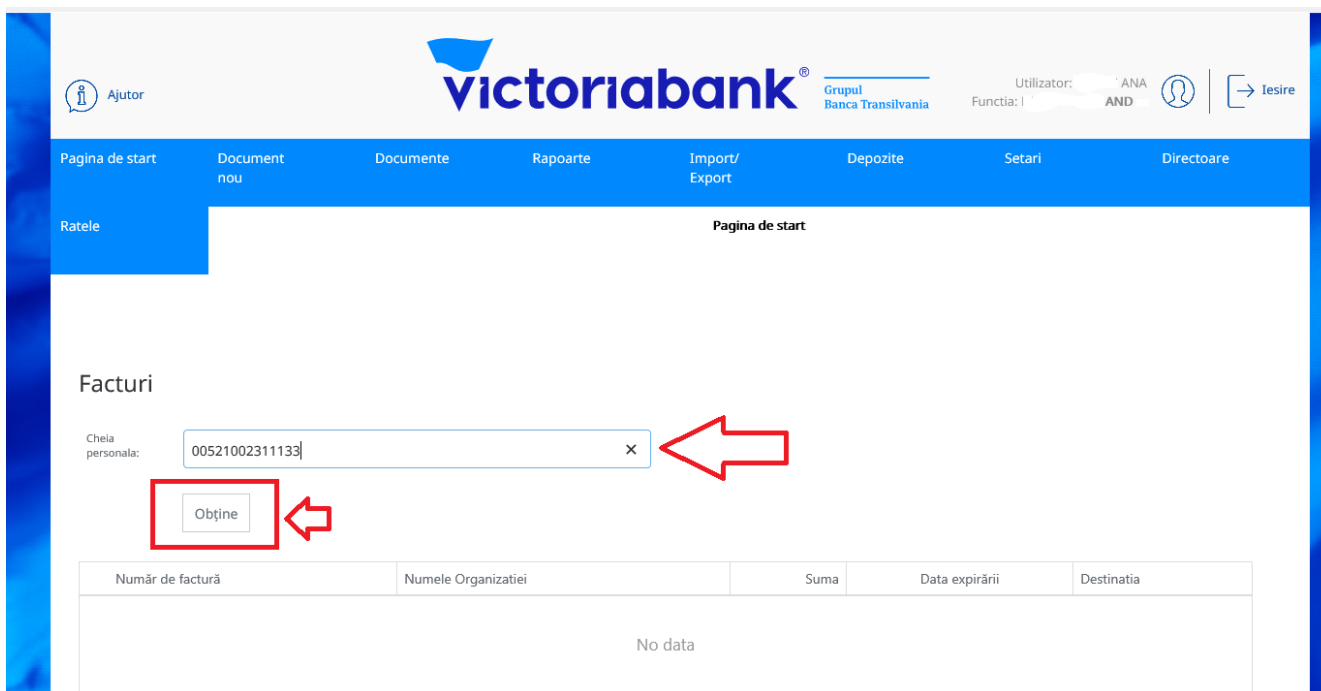 Ajutor
victoriabank®
Grupul
Banca Transilvania
Utilizator: ANA
Functia: AND
Iesire
Pagina de start
Document
nou
Documente
Rapoarte
Import/
Export
Depozite
Setari
Directoare
Ratele
Pagina de start
Facturi
Cheia
personala:
00521002311133
Obține
Număr de factură
Numele Organizatiei
Suma
Data expirării
Destinatia
No data